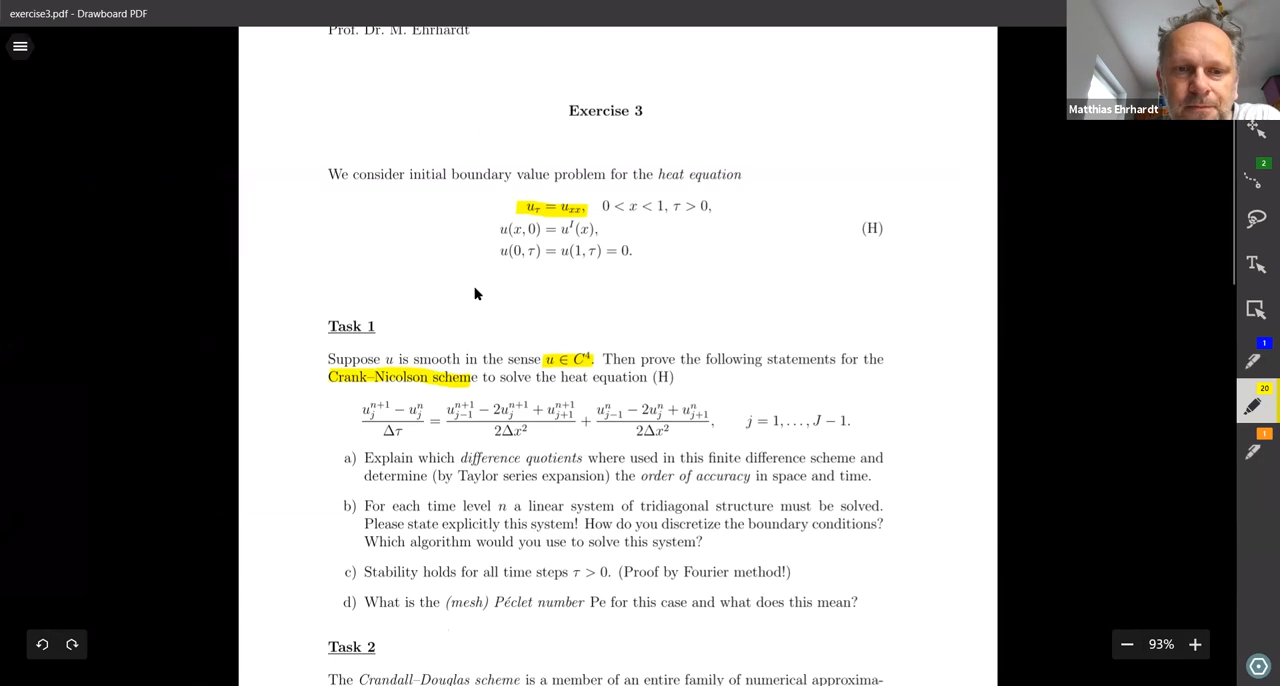 exercise3.pdf - Drawboard PDF
Prof. Dr. M. Ehrhardt
Matthias Ehrhardt
Exercise 3
We consider initial boundary value problem for the heat equation
u_τ = u_xx, 0 < x < 1, τ > 0,
u(x, 0) = u^I(x), (H)
u(0, τ) = u(1, τ) = 0.
Task 1
Suppose u is smooth in the sense u ∈ C^4. Then prove the following statements for the
Crank–Nicolson scheme to solve the heat equation (H)
(u_j^{n+1} − u_j^n)/Δτ = (u_{j−1}^{n+1} − 2u_j^{n+1} + u_{j+1}^{n+1})/(2Δx^2) + (u_{j−1}^n − 2u_j^n + u_{j+1}^n)/(2Δx^2), j = 1, . . . , J − 1.
a) Explain which difference quotients where used in this finite difference scheme and
determine (by Taylor series expansion) the order of accuracy in space and time.
b) For each time level n a linear system of tridiagonal structure must be solved.
Please state explicitly this system! How do you discretize the boundary conditions?
Which algorithm would you use to solve this system?
c) Stability holds for all time steps τ > 0. (Proof by Fourier method!)
d) What is the (mesh) Péclet number Pe for this case and what does this mean?
Task 2
The Crandall–Douglas scheme is a member of an entire family of numerical approxima-
2
T
1
20
1
93%